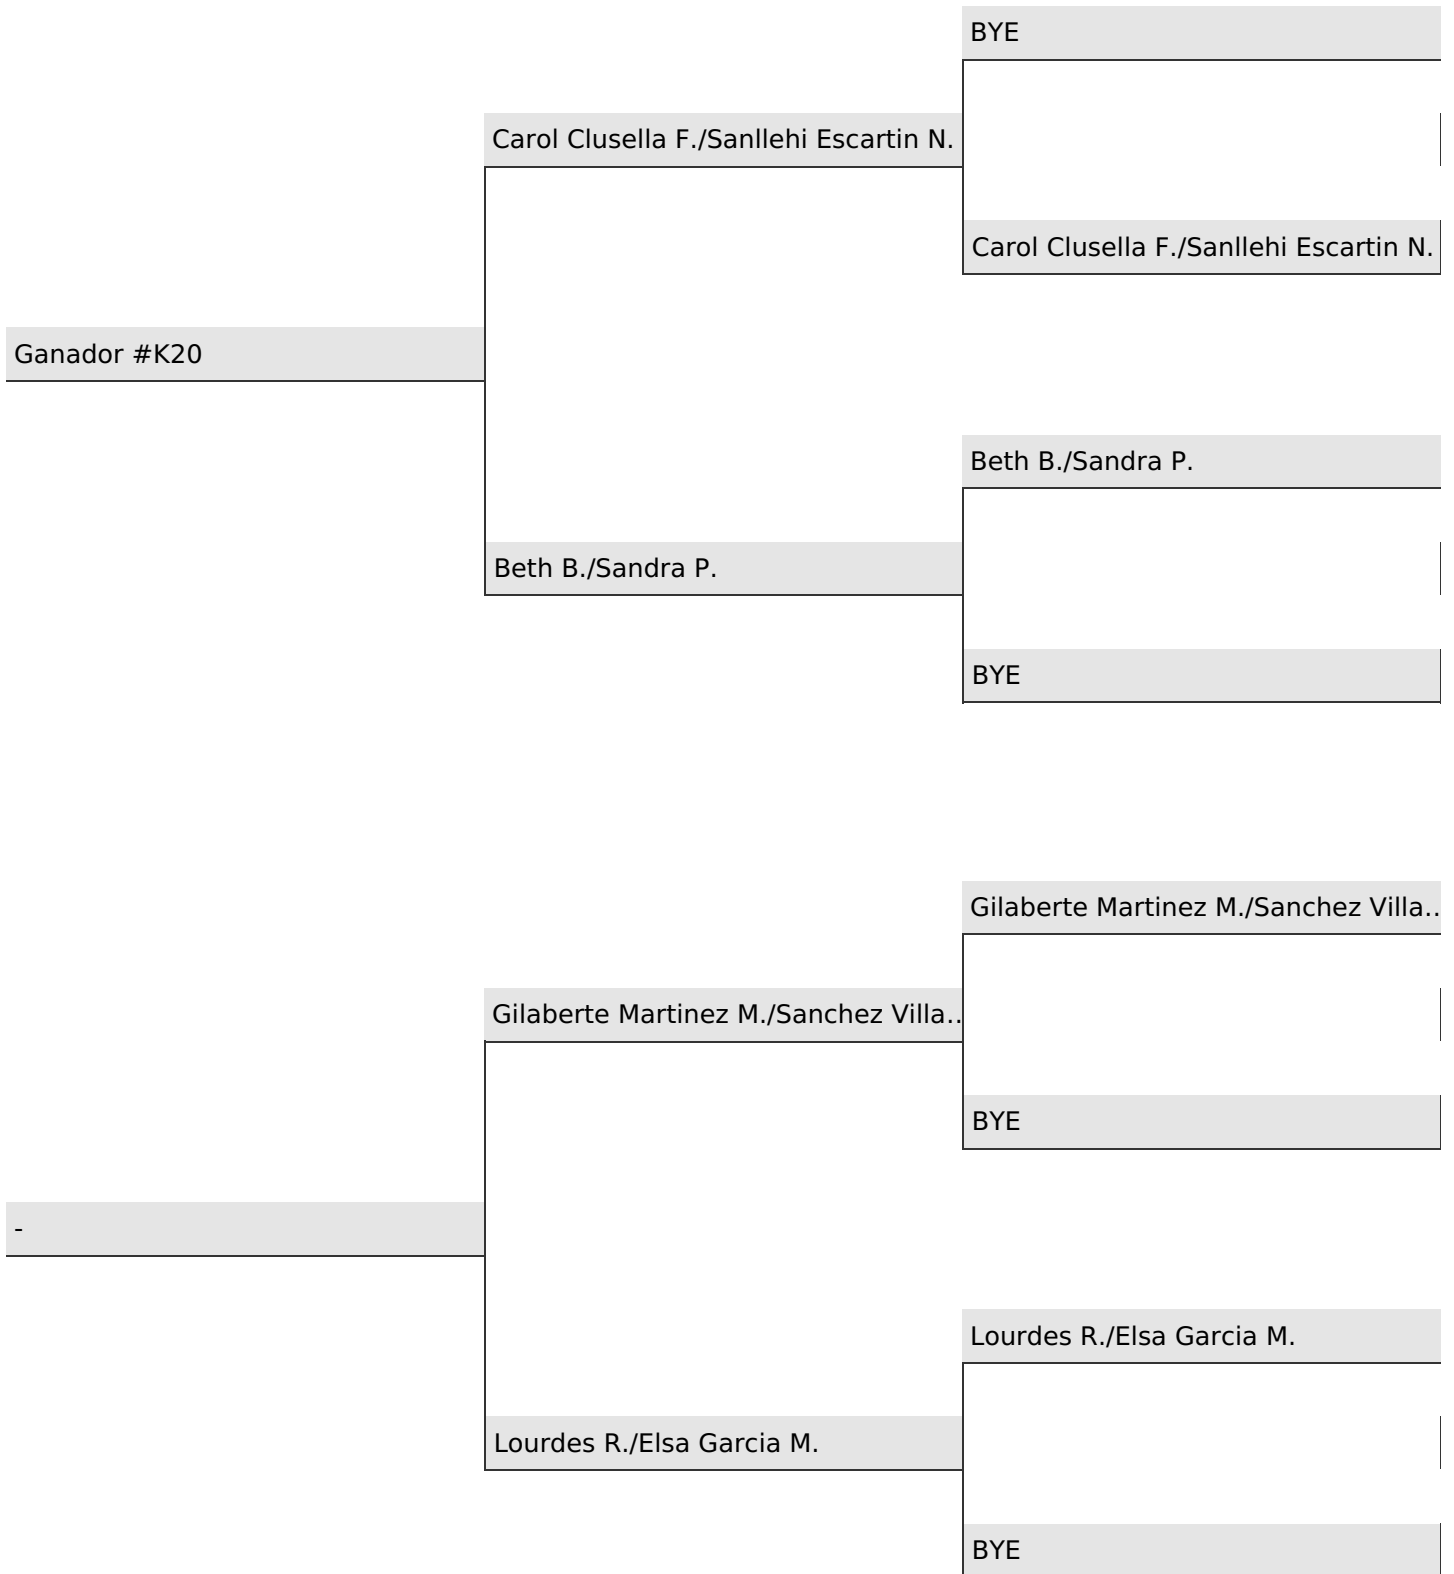 BYE
Carol Clusella F./Sanllehi Escartin N.
Carol Clusella F./Sanllehi Escartin N.
Ganador #K20
Beth B./Sandra P.
Beth B./Sandra P.
BYE
Gilaberte Martinez M./Sanchez Villa..
Gilaberte Martinez M./Sanchez Villa..
BYE
-
Lourdes R./Elsa Garcia M.
Lourdes R./Elsa Garcia M.
BYE